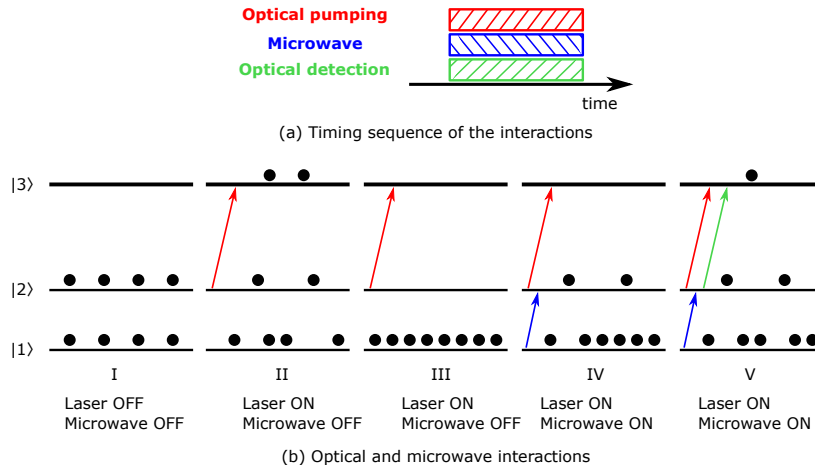 Optical pumping
Microwave
Optical detection
time
(a) Timing sequence of the interactions
|3⟩
|2⟩
|1⟩
I II III IV V
Laser OFF Laser ON Laser ON Laser ON Laser ON
Microwave OFF Microwave OFF Microwave OFF Microwave ON Microwave ON
(b) Optical and microwave interactions